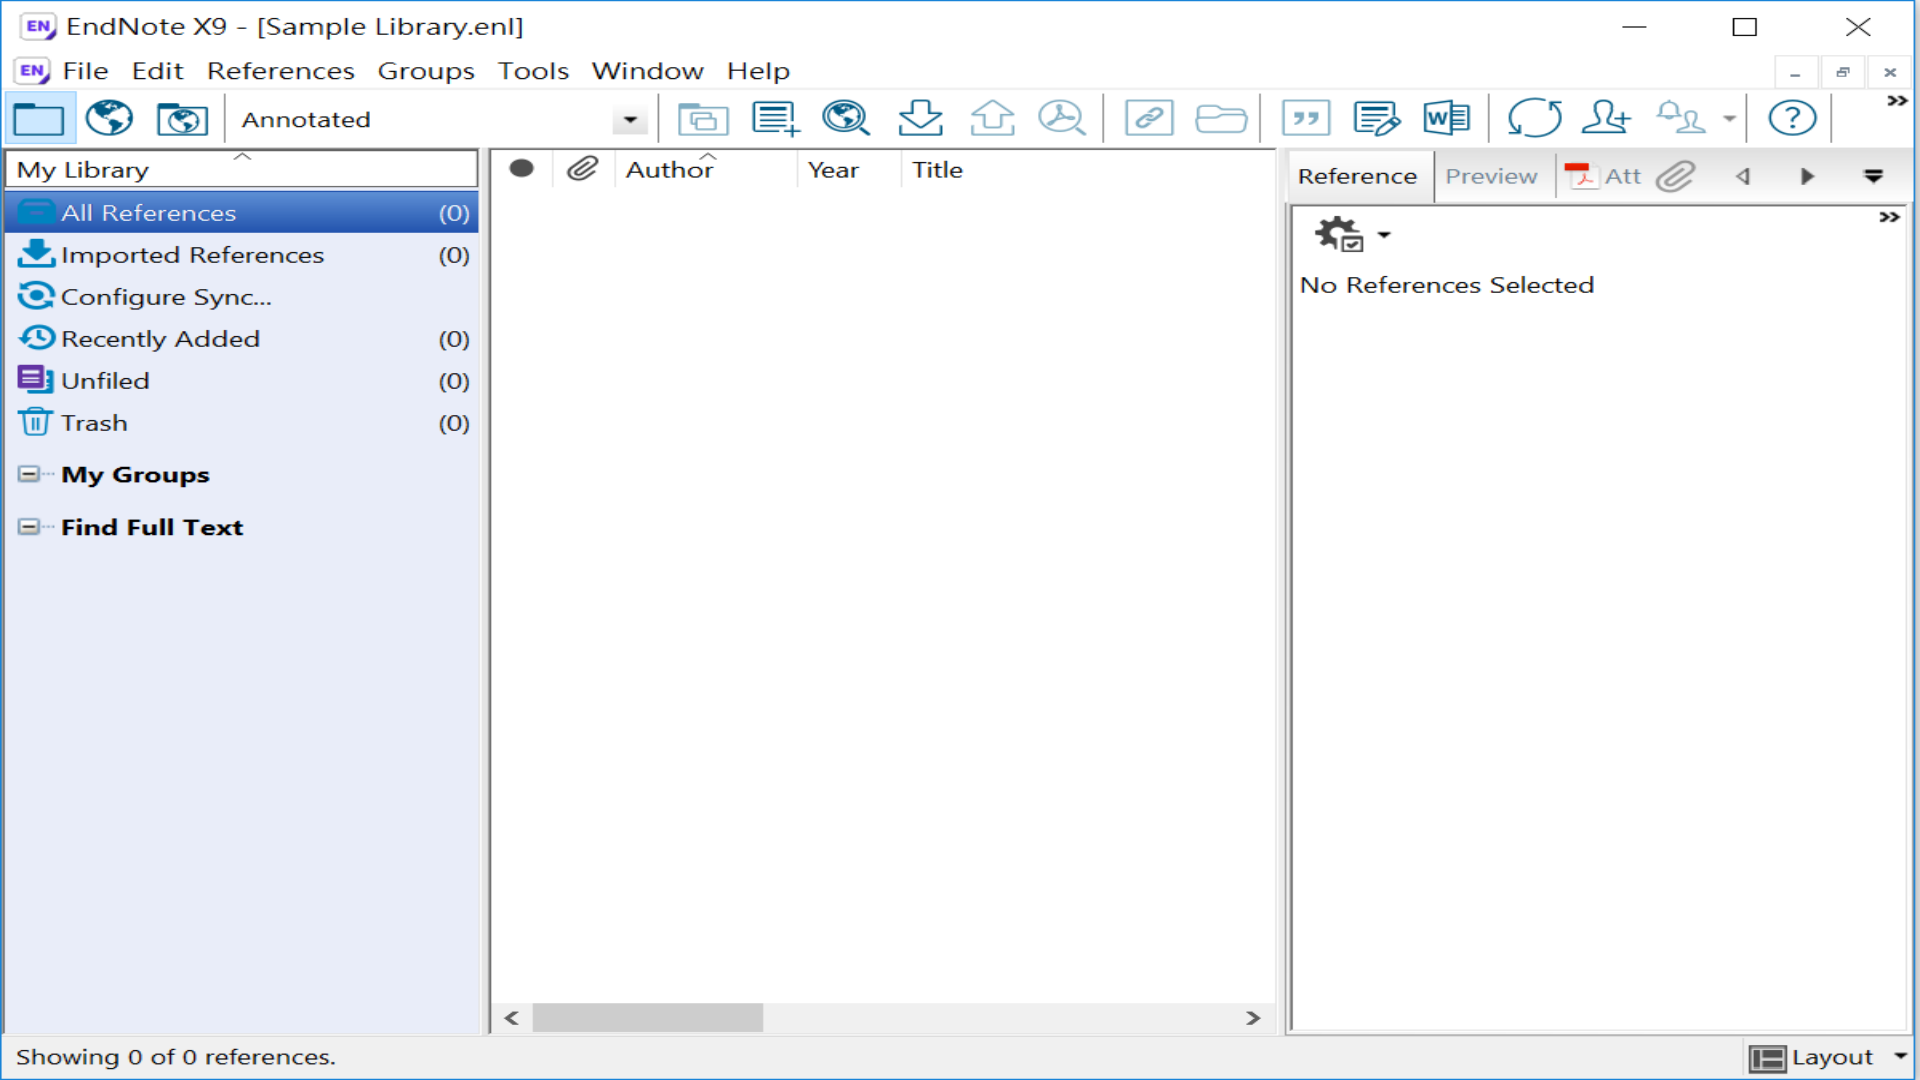 EN EndNote X9 - [Sample Library.enl]
EN File Edit References Groups Tools Window Help
Annotated
My Library
All References (0)
Imported References (0)
Configure Sync...
Recently Added (0)
Unfiled (0)
Trash (0)
My Groups
Find Full Text
Author Year Title
Reference Preview Att
No References Selected
Showing 0 of 0 references.
Layout